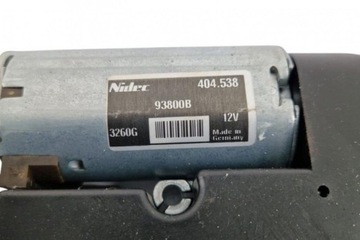 Nidec 404.538
93800B
3260G 12V
Made in
Germany